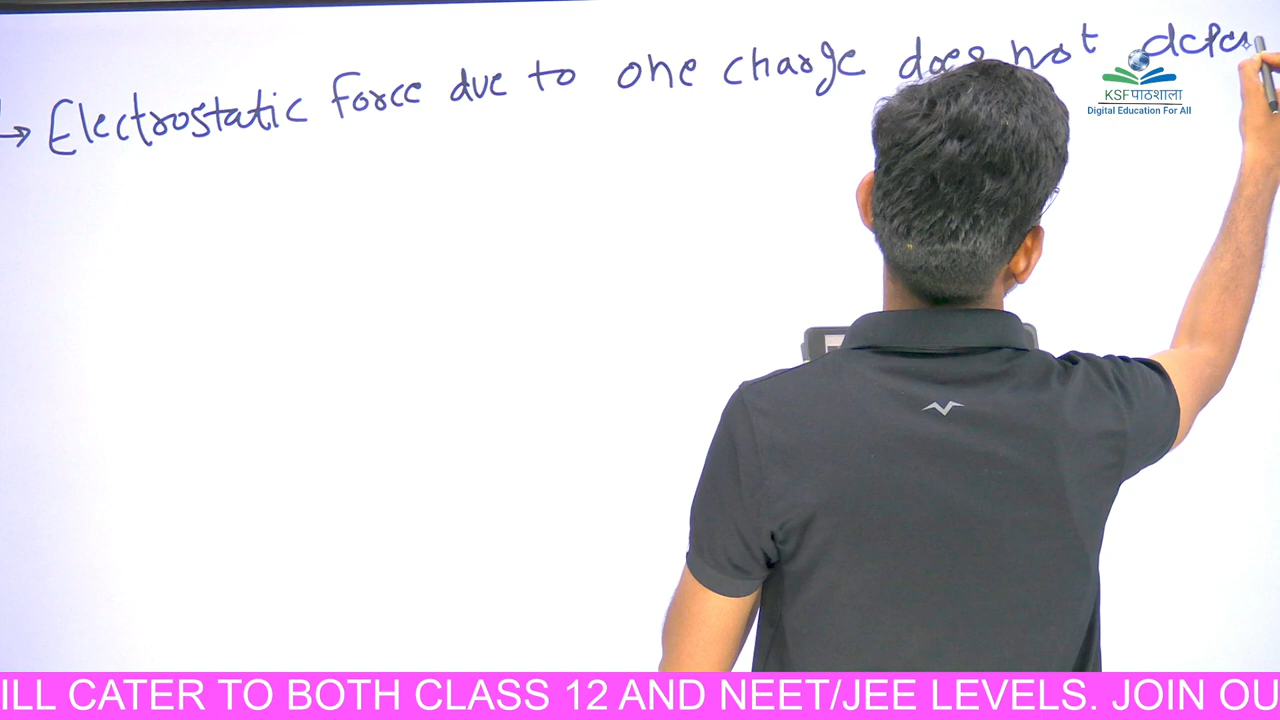 → Electrostatic force due to one charge does not depen
KSFपाठशाला
Digital Education For All
ILL CATER TO BOTH CLASS 12 AND NEET/JEE LEVELS. JOIN OU